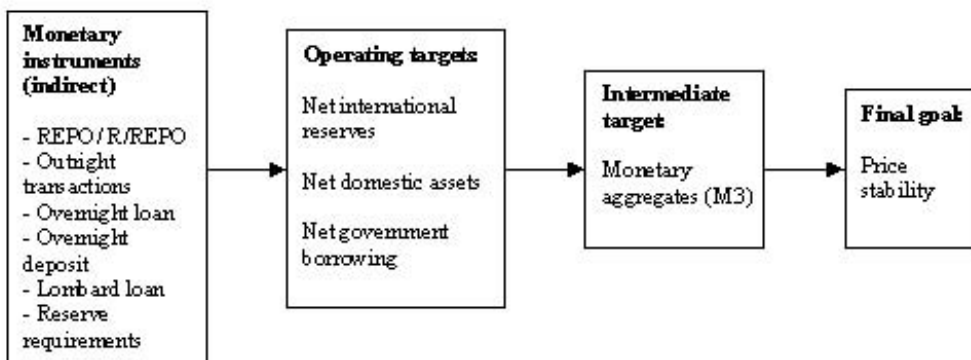 Monetary
instruments
(indirect)
- REPO / R/REPO
- Outright
transactions
- Overnight loan
- Overnight
deposit
- Lombard loan
- Reserve
requirements
Operating targets:
Net international
reserves
Net domestic assets
Net government
borrowing
Intermediate
target:
Monetary
aggregates (M3)
Final goal:
Price
stability